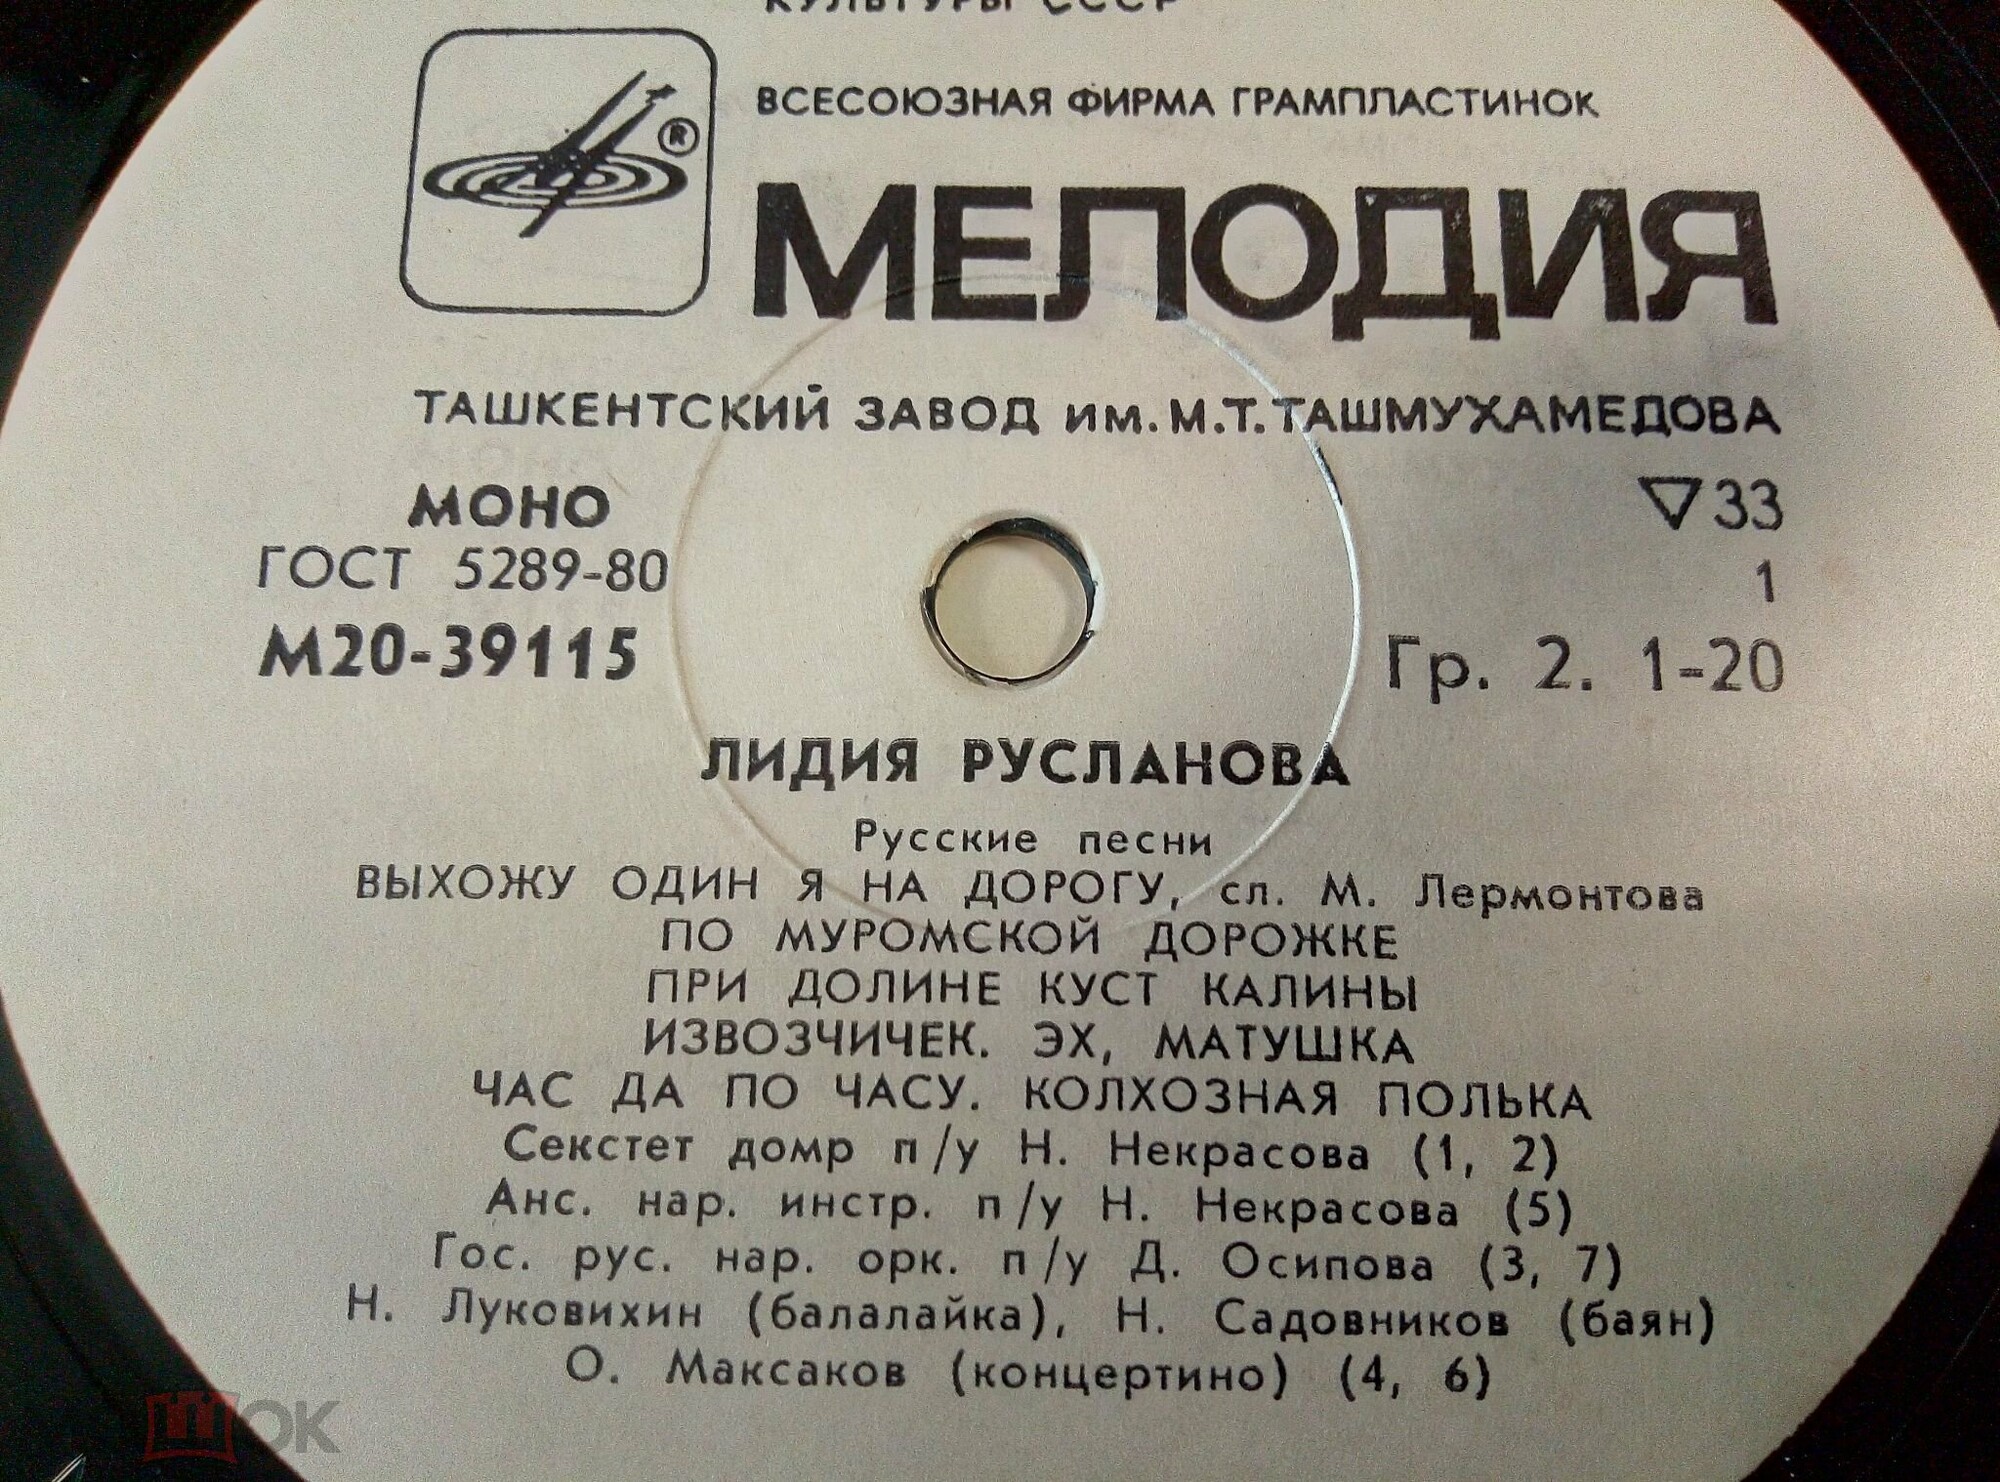 КУЛЬТУРЫ СССР
ВСЕСОЮЗНАЯ ФИРМА ГРАМПЛАСТИНОК
®
МЕЛОДИЯ
ТАШКЕНТСКИЙ ЗАВОД им. М.Т. ТАШМУХАМЕДОВА
МОНО
▽33
ГОСТ 5289-80
1
М20-39115
Гр. 2. 1-20
ЛИДИЯ РУСЛАНОВА
Русские песни
ВЫХОЖУ ОДИН Я НА ДОРОГУ, сл. М. Лермонтова
ПО МУРОМСКОЙ ДОРОЖКЕ
ПРИ ДОЛИНЕ КУСТ КАЛИНЫ
ИЗВОЗЧИЧЕК. ЭХ, МАТУШКА
ЧАС ДА ПО ЧАСУ. КОЛХОЗНАЯ ПОЛЬКА
Секстет домр п/у Н. Некрасова (1, 2)
Анс. нар. инстр. п/у Н. Некрасова (5)
Гос. рус. нар. орк. п/у Д. Осипова (3, 7)
Н. Луковихин (балалайка), Н. Садовников (баян)
О. Максаков (концертино) (4, 6)